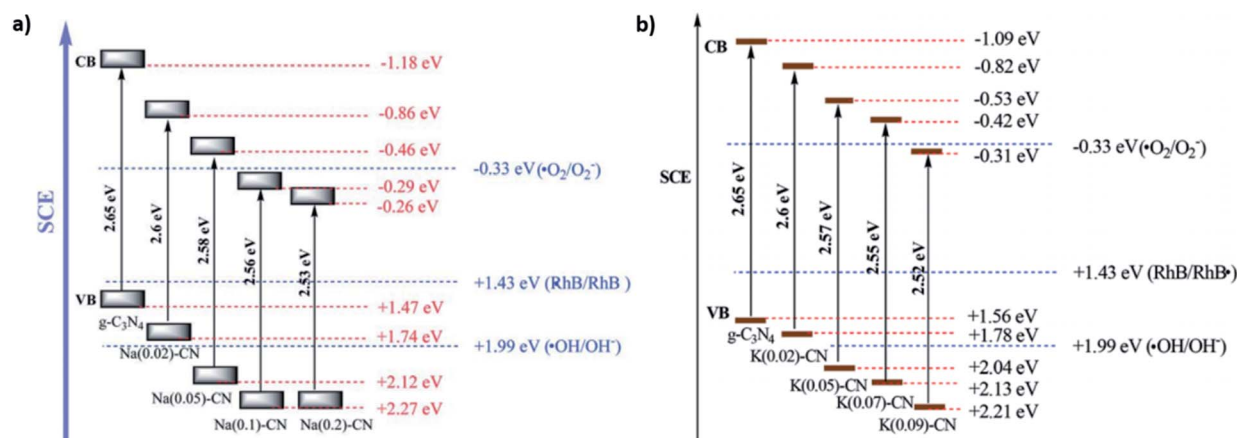 a)
SCE
CB
-1.18 eV
-0.86 eV
-0.46 eV
-0.33 eV (•O₂/O₂⁻)
-0.29 eV
-0.26 eV
2.65 eV
2.6 eV
2.58 eV
2.56 eV
2.53 eV
+1.43 eV (RhB/RhB )
VB
+1.47 eV
g-C₃N₄
+1.74 eV
Na(0.02)-CN
+1.99 eV (•OH/OH⁻)
+2.12 eV
Na(0.05)-CN
+2.27 eV
Na(0.1)-CN
Na(0.2)-CN
b)
SCE
CB
-1.09 eV
-0.82 eV
-0.53 eV
-0.42 eV
-0.33 eV (•O₂/O₂⁻)
-0.31 eV
2.65 eV
2.6 eV
2.57 eV
2.55 eV
2.52 eV
+1.43 eV (RhB/RhB•)
VB
+1.56 eV
g-C₃N₄
+1.78 eV
K(0.02)-CN
+1.99 eV (•OH/OH⁻)
+2.04 eV
K(0.05)-CN
+2.13 eV
K(0.07)-CN
+2.21 eV
K(0.09)-CN